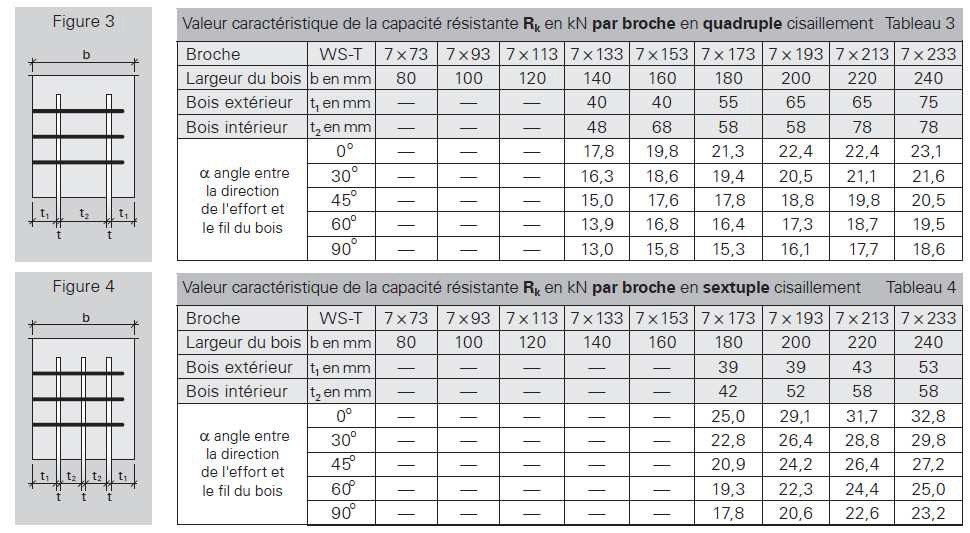 Figure 3
b
t₁ t₂ t₁
t t
Valeur caractéristique de la capacité résistante Rk en kN par broche en quadruple cisaillement Tableau 3
Broche WS-T 7×73 7×93 7×113 7×133 7×153 7×173 7×193 7×213 7×233
Largeur du bois b en mm 80 100 120 140 160 180 200 220 240
Bois extérieur t₁ en mm — — — 40 40 55 65 65 75
Bois intérieur t₂ en mm — — — 48 68 58 58 78 78
α angle entre
la direction
de l'effort et
le fil du bois
0° — — — 17,8 19,8 21,3 22,4 22,4 23,1
30° — — — 16,3 18,6 19,4 20,5 21,1 21,6
45° — — — 15,0 17,6 17,8 18,8 19,8 20,5
60° — — — 13,9 16,8 16,4 17,3 18,7 19,5
90° — — — 13,0 15,8 15,3 16,1 17,7 18,6
Figure 4
b
t₁ t₂ t₂ t₁
t t t
Valeur caractéristique de la capacité résistante Rk en kN par broche en sextuple cisaillement Tableau 4
Broche WS-T 7×73 7×93 7×113 7×133 7×153 7×173 7×193 7×213 7×233
Largeur du bois b en mm 80 100 120 140 160 180 200 220 240
Bois extérieur t₁ en mm — — — — — 39 39 43 53
Bois intérieur t₂ en mm — — — — — 42 52 58 58
α angle entre
la direction
de l'effort et
le fil du bois
0° — — — — — 25,0 29,1 31,7 32,8
30° — — — — — 22,8 26,4 28,8 29,8
45° — — — — — 20,9 24,2 26,4 27,2
60° — — — — — 19,3 22,3 24,4 25,0
90° — — — — — 17,8 20,6 22,6 23,2